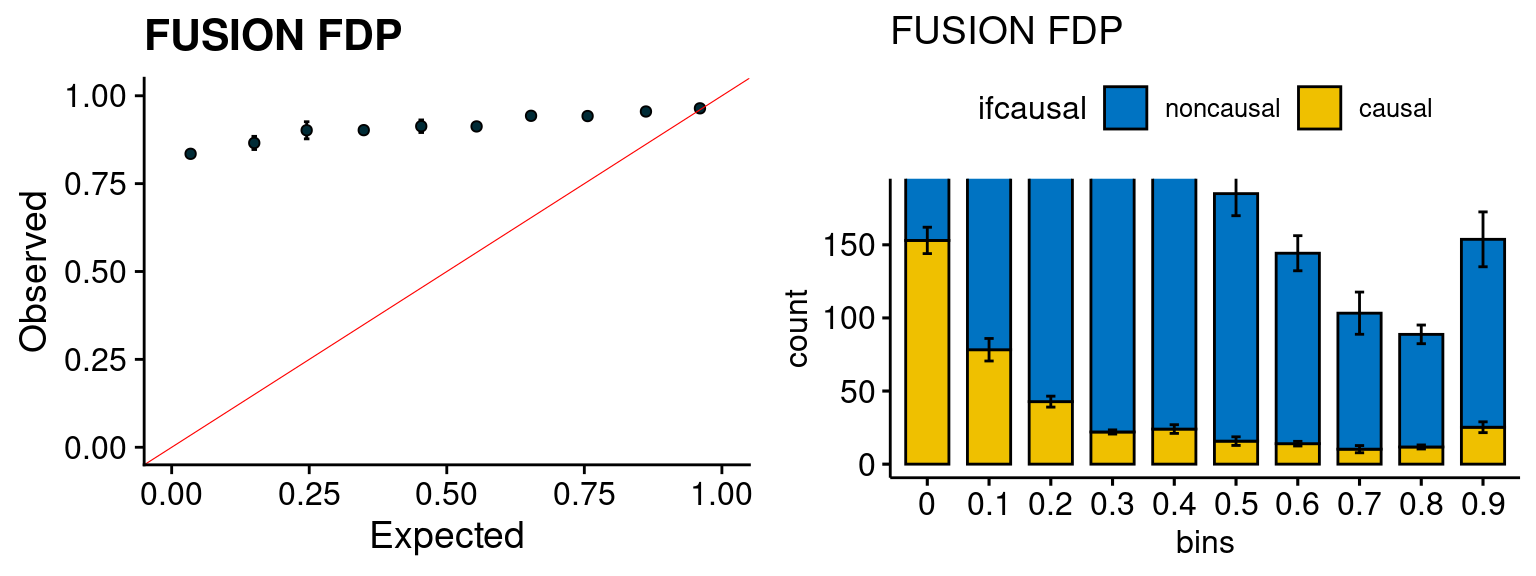 FUSION FDP
1.00
0.75
0.50
0.25
0.00
Observed
0.00 0.25 0.50 0.75 1.00
Expected
FUSION FDP
ifcausal noncausal causal
150
100
50
0
count
0 0.1 0.2 0.3 0.4 0.5 0.6 0.7 0.8 0.9
bins